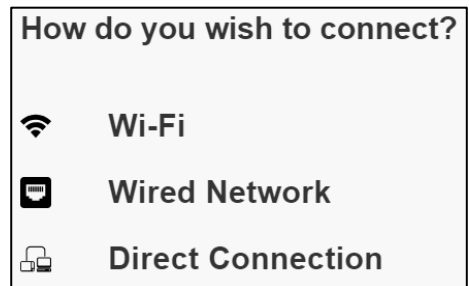 How do you wish to connect?
Wi-Fi
Wired Network
Direct Connection